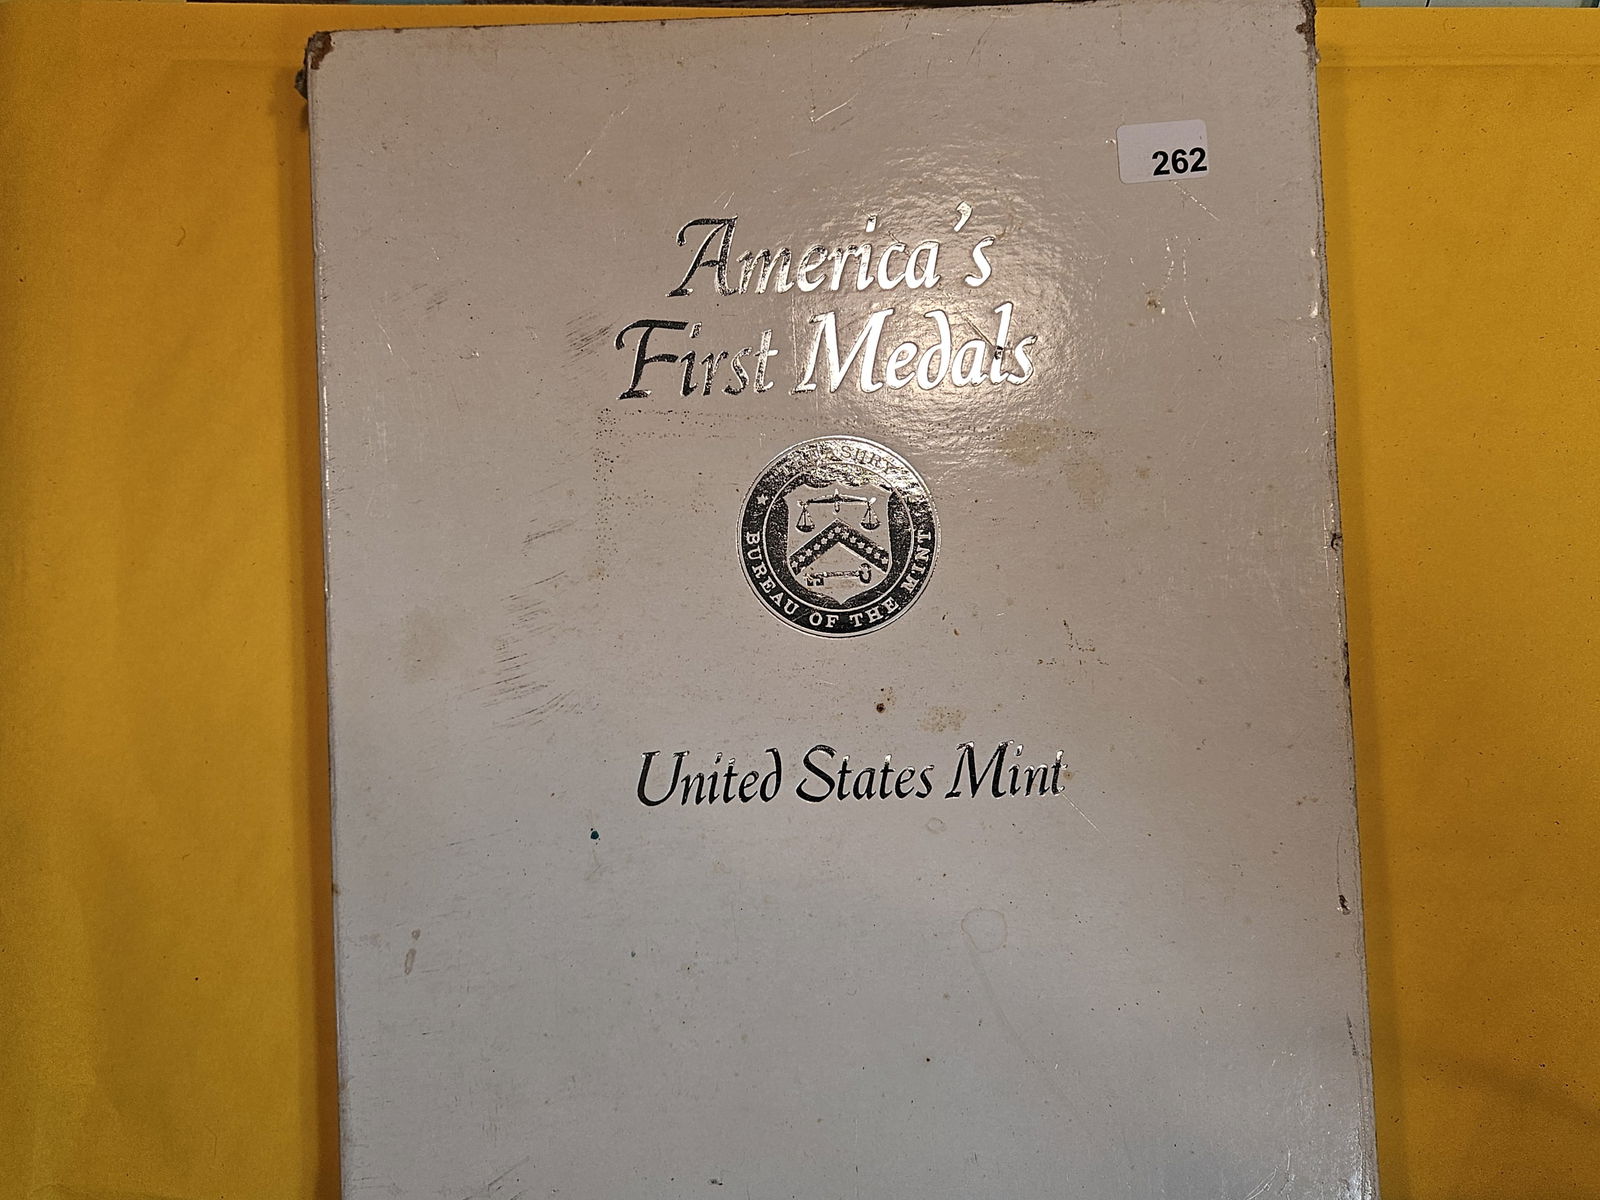 262
America's
First Medals
BUREAU OF THE MINT
United States Mint